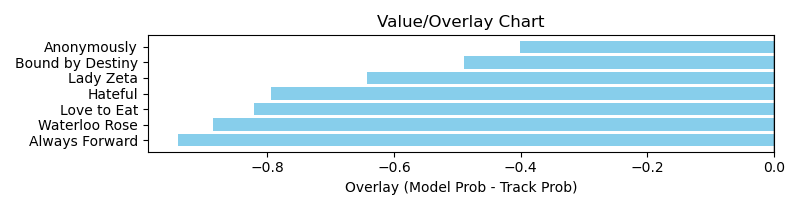 Value/Overlay Chart
Anonymously
Bound by Destiny
Lady Zeta
Hateful
Love to Eat
Waterloo Rose
Always Forward
−0.8 −0.6 −0.4 −0.2 0.0
Overlay (Model Prob - Track Prob)